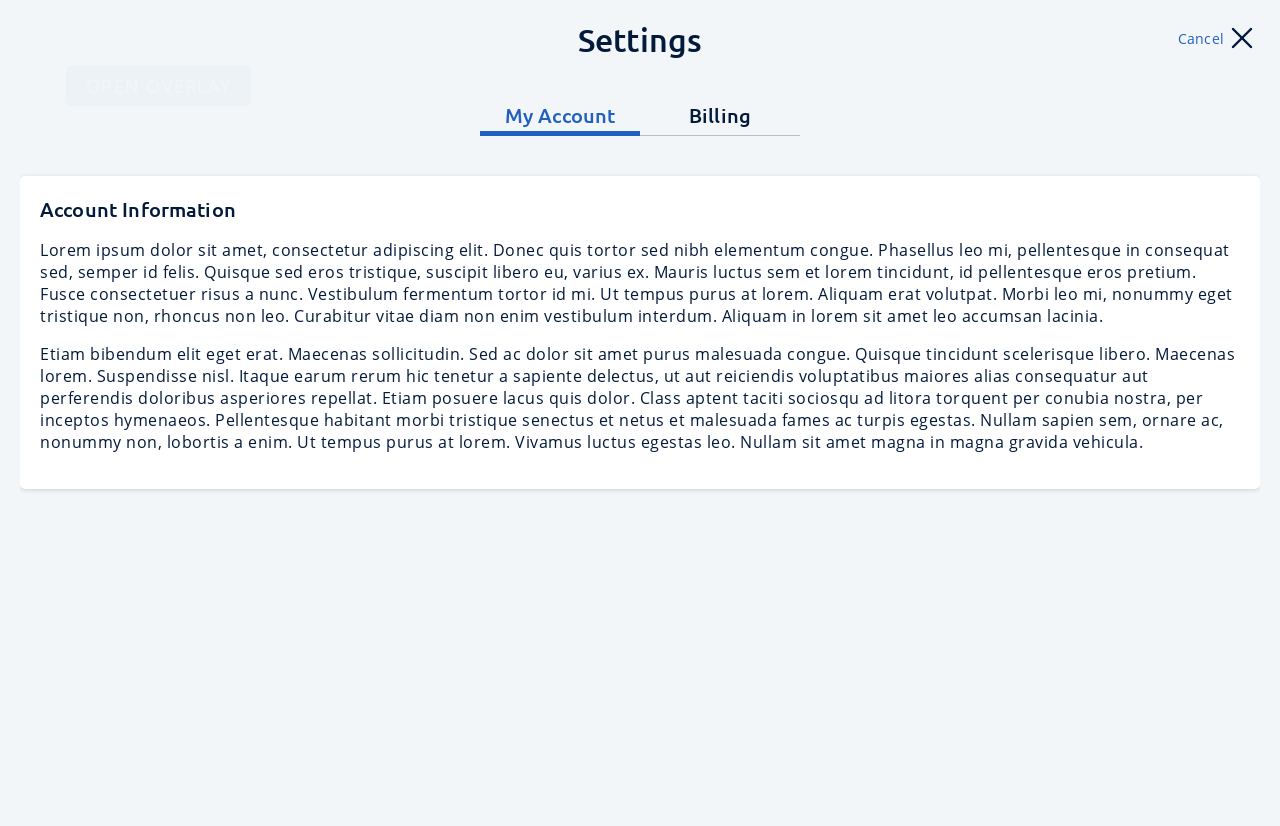 Settings
Cancel
OPEN OVERLAY
My Account
Billing
Account Information
Lorem ipsum dolor sit amet, consectetur adipiscing elit. Donec quis tortor sed nibh elementum congue. Phasellus leo mi, pellentesque in consequat
sed, semper id felis. Quisque sed eros tristique, suscipit libero eu, varius ex. Mauris luctus sem et lorem tincidunt, id pellentesque eros pretium.
Fusce consectetuer risus a nunc. Vestibulum fermentum tortor id mi. Ut tempus purus at lorem. Aliquam erat volutpat. Morbi leo mi, nonummy eget
tristique non, rhoncus non leo. Curabitur vitae diam non enim vestibulum interdum. Aliquam in lorem sit amet leo accumsan lacinia.
Etiam bibendum elit eget erat. Maecenas sollicitudin. Sed ac dolor sit amet purus malesuada congue. Quisque tincidunt scelerisque libero. Maecenas
lorem. Suspendisse nisl. Itaque earum rerum hic tenetur a sapiente delectus, ut aut reiciendis voluptatibus maiores alias consequatur aut
perferendis doloribus asperiores repellat. Etiam posuere lacus quis dolor. Class aptent taciti sociosqu ad litora torquent per conubia nostra, per
inceptos hymenaeos. Pellentesque habitant morbi tristique senectus et netus et malesuada fames ac turpis egestas. Nullam sapien sem, ornare ac,
nonummy non, lobortis a enim. Ut tempus purus at lorem. Vivamus luctus egestas leo. Nullam sit amet magna in magna gravida vehicula.